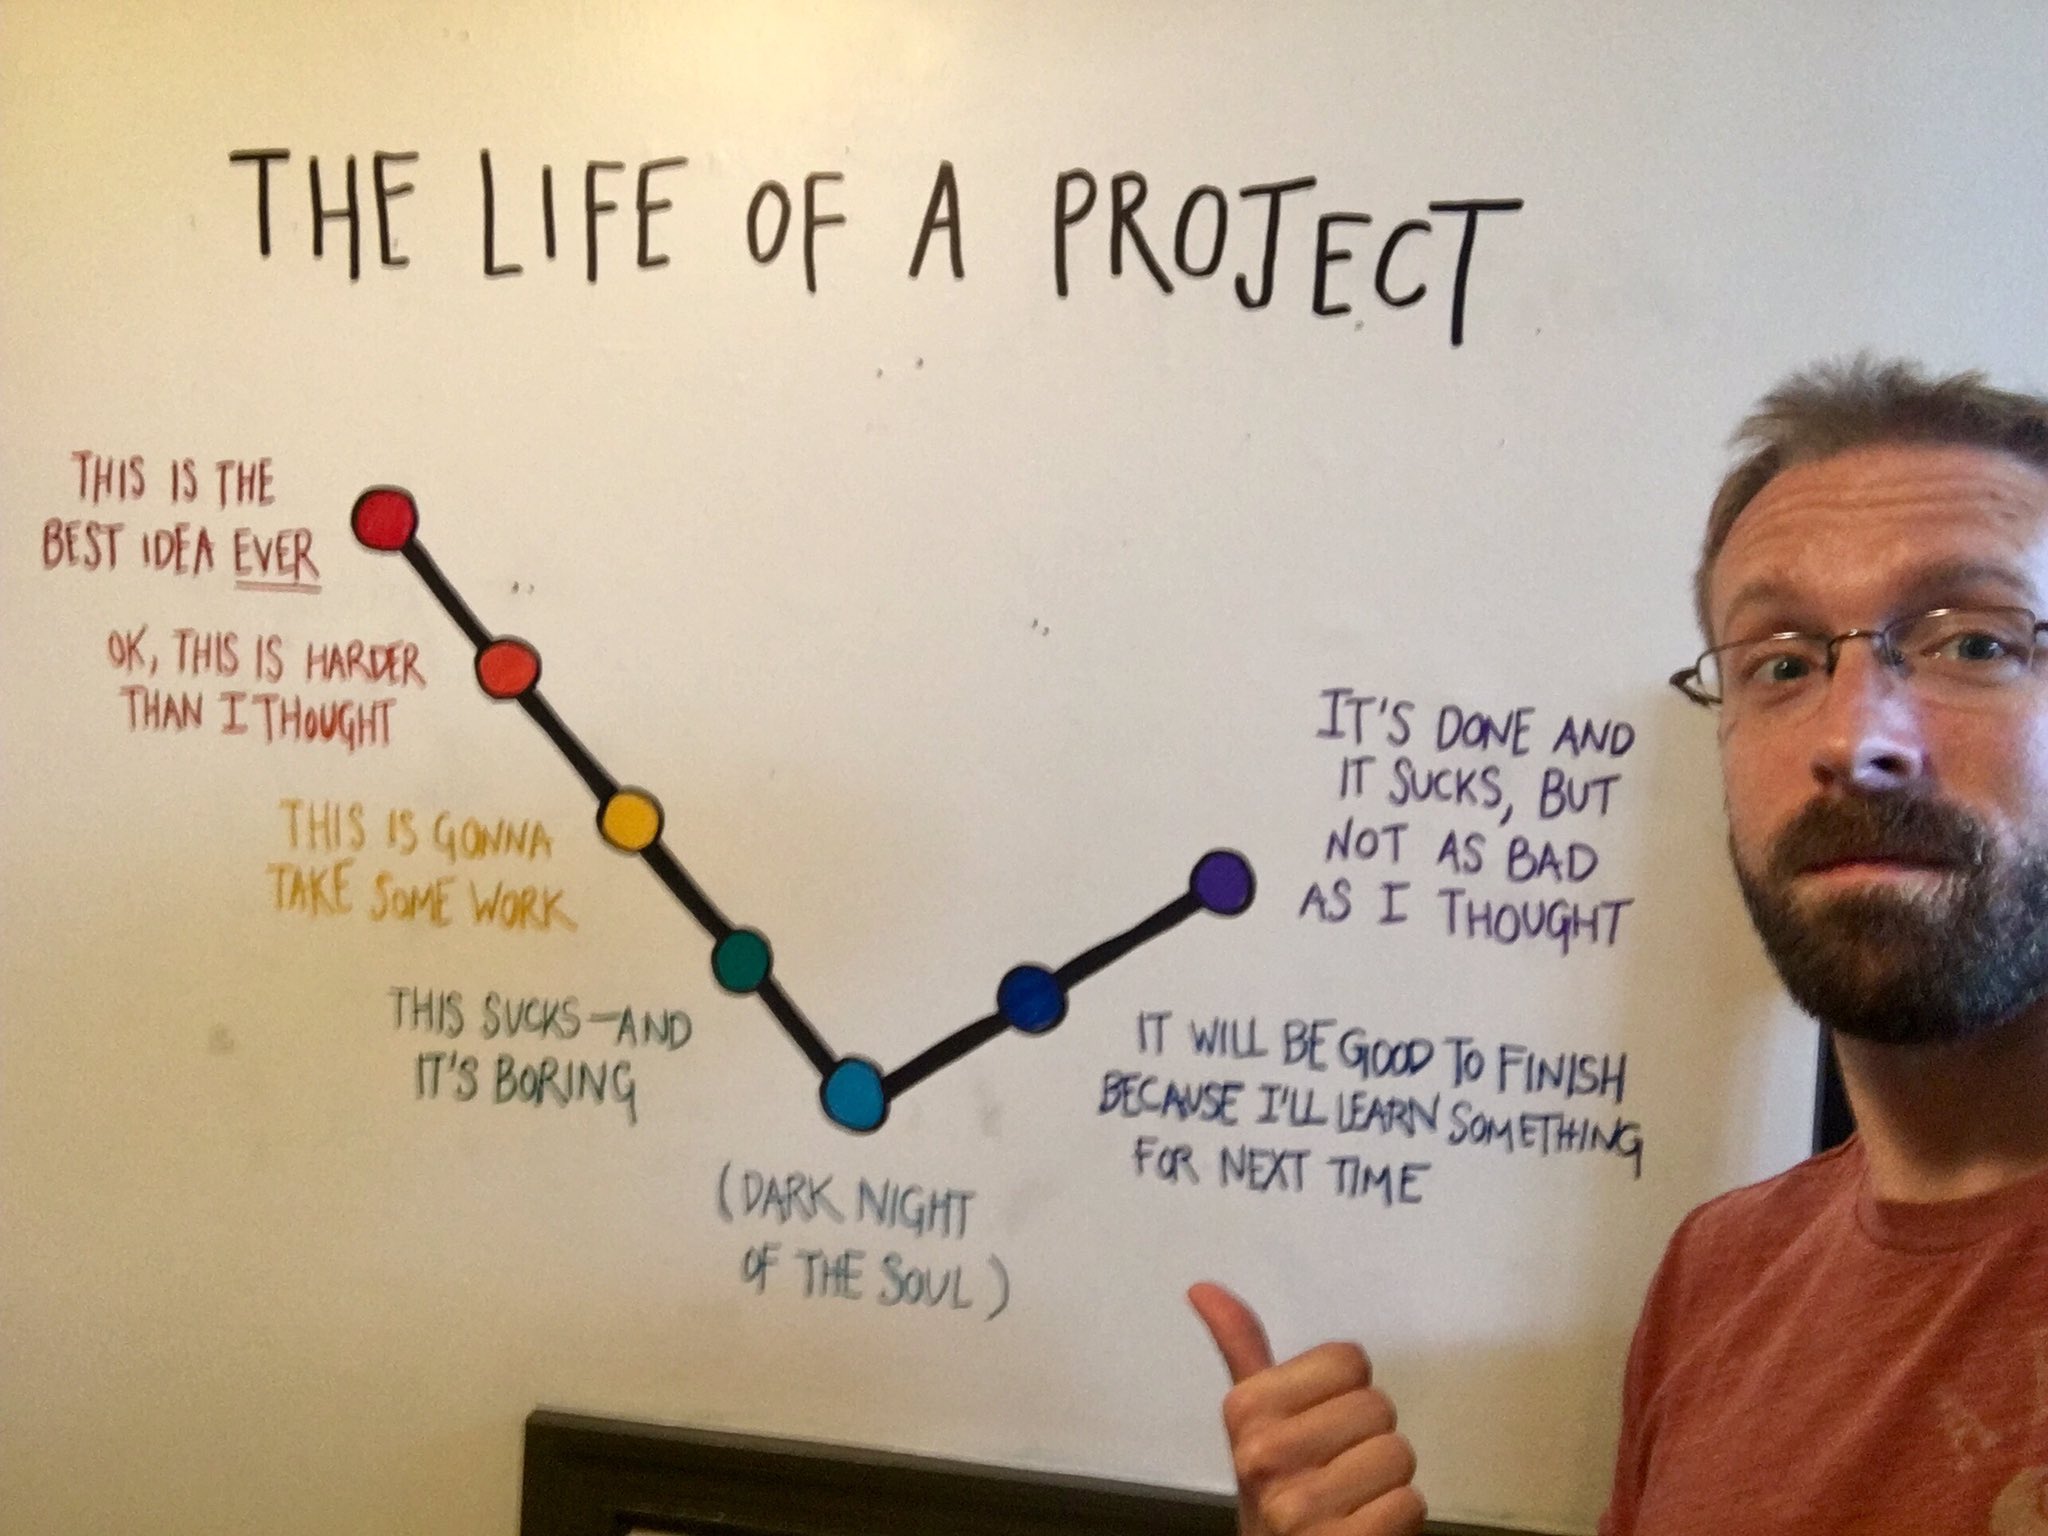 THE LIFE OF A PROJECT
THIS IS THE
BEST IDEA EVER
OK, THIS IS HARDER
THAN I THOUGHT
THIS IS GONNA
TAKE SOME WORK
THIS SUCKS—AND
IT'S BORING
(DARK NIGHT
OF THE SOUL)
IT WILL BE GOOD TO FINISH
BECAUSE I'LL LEARN SOMETHING
FOR NEXT TIME
IT'S DONE AND
IT SUCKS, BUT
NOT AS BAD
AS I THOUGHT